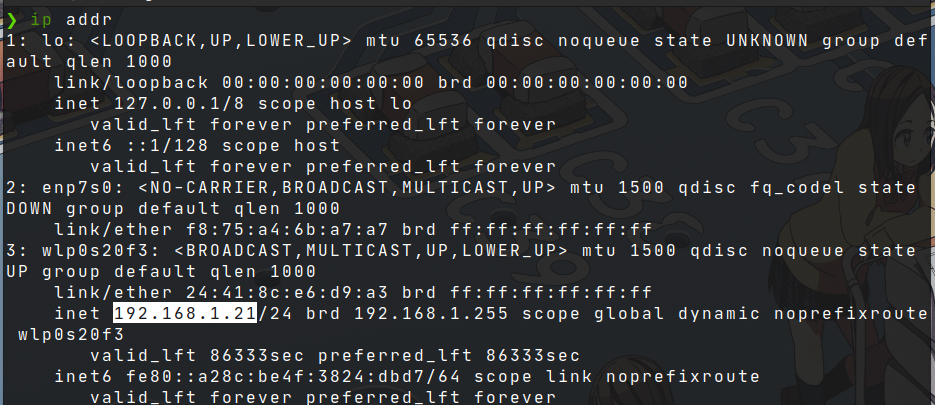 ❯ ip addr
1: lo: <LOOPBACK,UP,LOWER_UP> mtu 65536 qdisc noqueue state UNKNOWN group def
ault qlen 1000
link/loopback 00:00:00:00:00:00 brd 00:00:00:00:00:00
inet 127.0.0.1/8 scope host lo
valid_lft forever preferred_lft forever
inet6 ::1/128 scope host
valid_lft forever preferred_lft forever
2: enp7s0: <NO-CARRIER,BROADCAST,MULTICAST,UP> mtu 1500 qdisc fq_codel state
DOWN group default qlen 1000
link/ether f8:75:a4:6b:a7:a7 brd ff:ff:ff:ff:ff:ff
3: wlp0s20f3: <BROADCAST,MULTICAST,UP,LOWER_UP> mtu 1500 qdisc noqueue state
UP group default qlen 1000
link/ether 24:41:8c:e6:d9:a3 brd ff:ff:ff:ff:ff:ff
inet 192.168.1.21/24 brd 192.168.1.255 scope global dynamic noprefixroute
wlp0s20f3
valid_lft 86333sec preferred_lft 86333sec
inet6 fe80::a28c:be4f:3824:dbd7/64 scope link noprefixroute
valid_lft forever preferred_lft forever